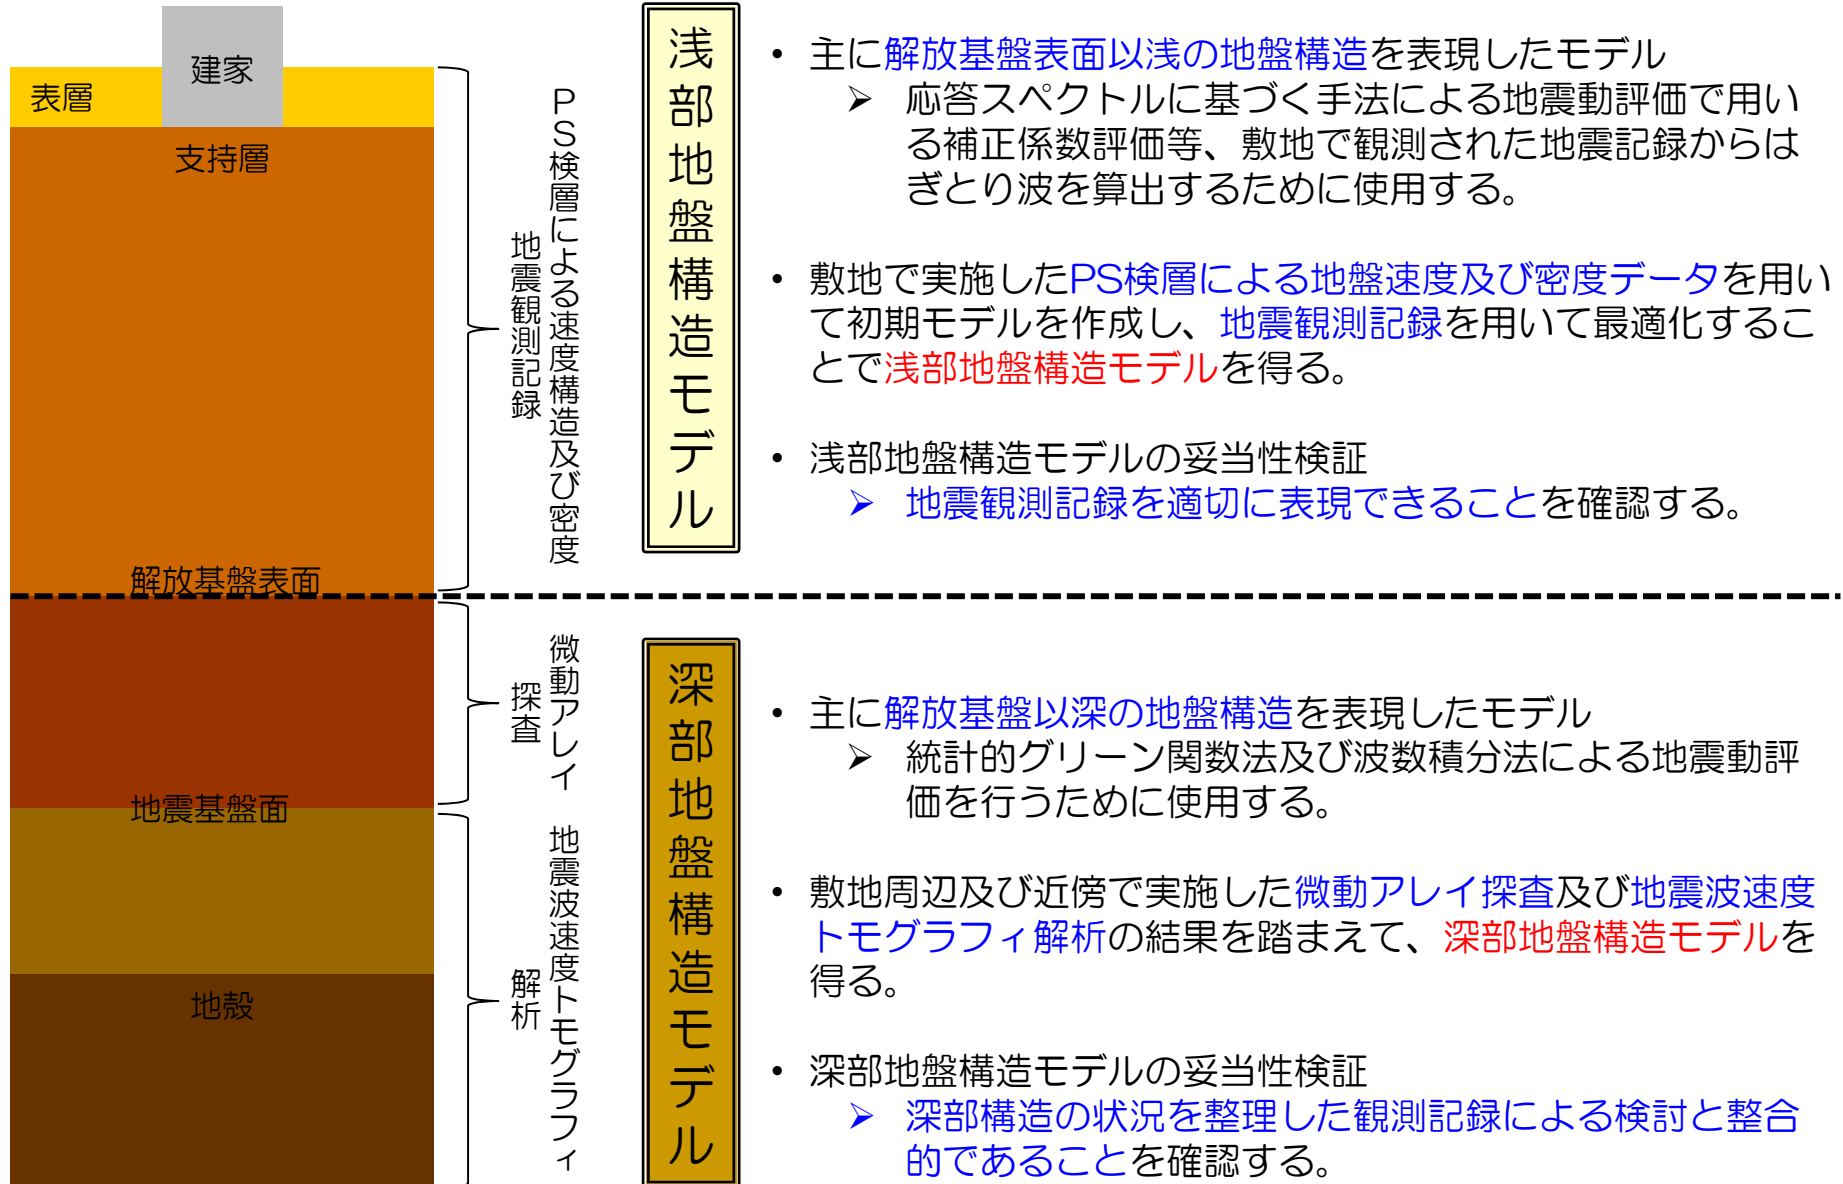 建家
表層
支持層
解放基盤表面
地震基盤面
地殻
PS検層による速度構造及び密度
地震観測記録
微動アレイ
探査
地震波速度トモグラフィ
解析
浅部地盤構造モデル
• 主に解放基盤表面以浅の地盤構造を表現したモデル
➢ 応答スペクトルに基づく手法による地震動評価で用い
る補正係数評価等、敷地で観測された地震記録からは
ぎとり波を算出するために使用する。
• 敷地で実施したPS検層による地盤速度及び密度データを用い
て初期モデルを作成し、地震観測記録を用いて最適化するこ
とで浅部地盤構造モデルを得る。
• 浅部地盤構造モデルの妥当性検証
➢ 地震観測記録を適切に表現できることを確認する。
深部地盤構造モデル
• 主に解放基盤以深の地盤構造を表現したモデル
➢ 統計的グリーン関数法及び波数積分法による地震動評
価を行うために使用する。
• 敷地周辺及び近傍で実施した微動アレイ探査及び地震波速度
トモグラフィ解析の結果を踏まえて、深部地盤構造モデルを
得る。
• 深部地盤構造モデルの妥当性検証
➢ 深部構造の状況を整理した観測記録による検討と整合
的であることを確認する。